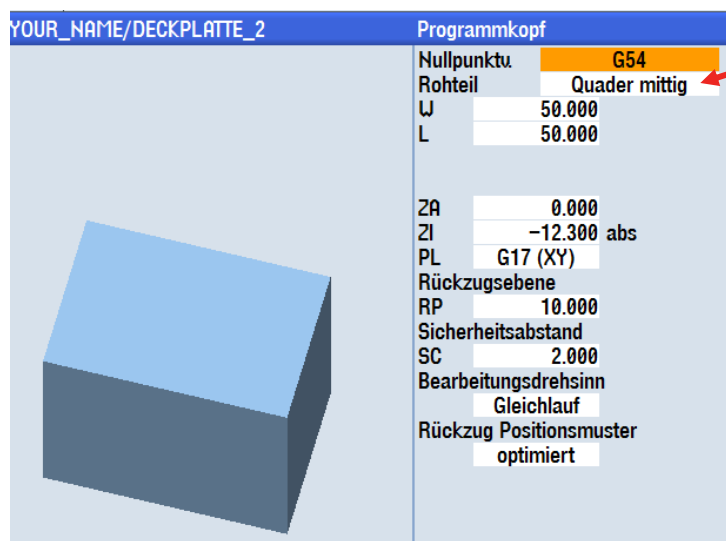 YOUR_NAME/DECKPLATTE_2
Programmkopf
Nullpunktv. G54
Rohteil Quader mittig
W 50.000
L 50.000
ZA 0.000
ZI -12.300 abs
PL G17 (XY)
Rückzugsebene
RP 10.000
Sicherheitsabstand
SC 2.000
Bearbeitungsdrehsinn
Gleichlauf
Rückzug Positionsmuster
optimiert